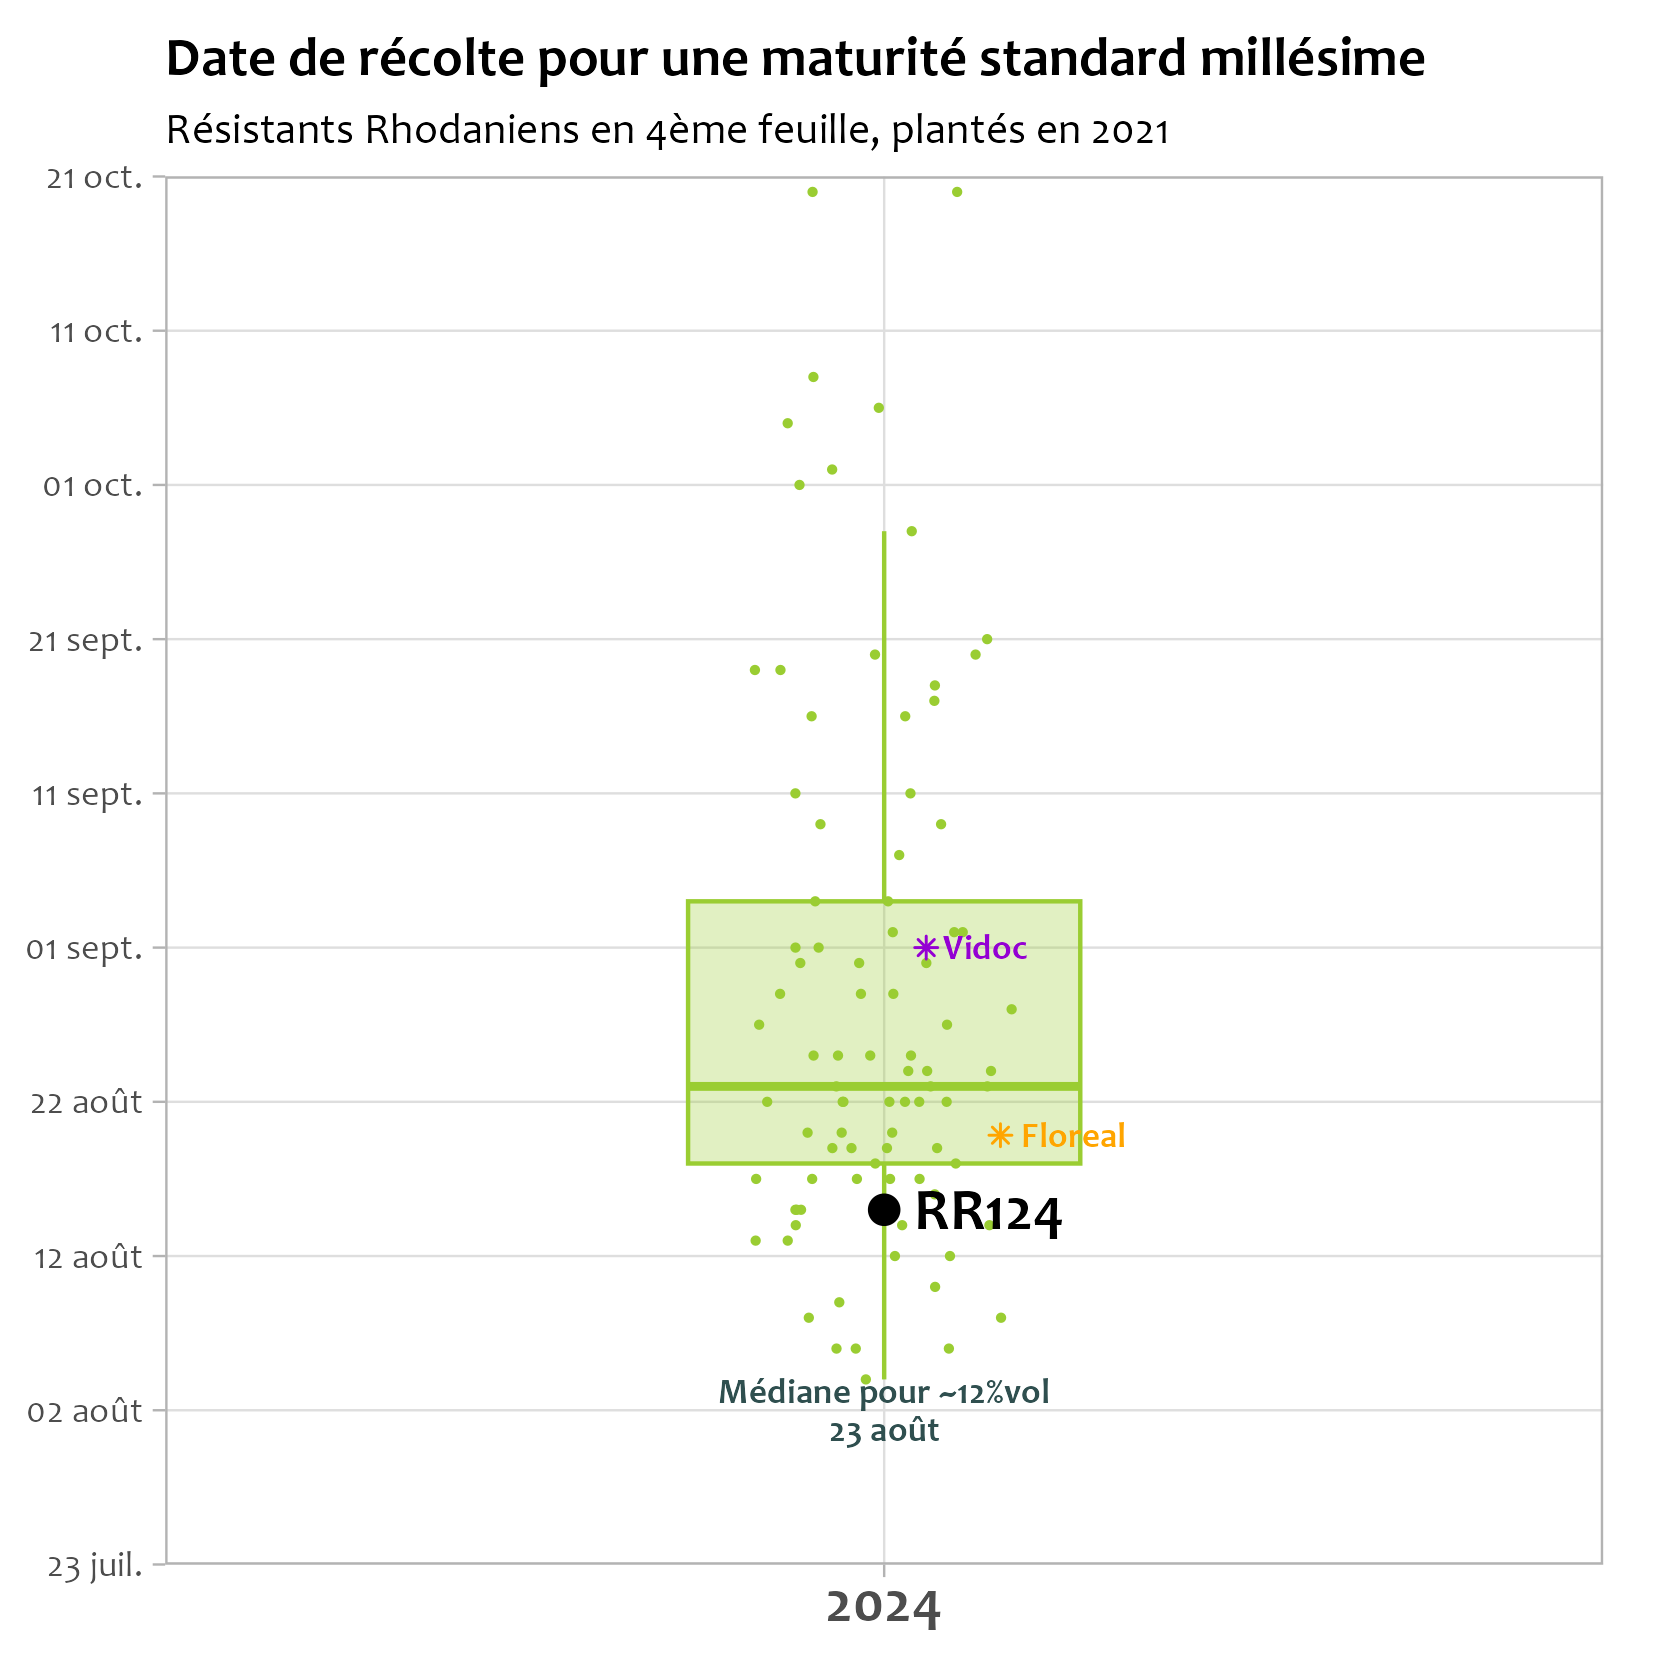 Date de récolte pour une maturité standard millésime
Résistants Rhodaniens en 4ème feuille, plantés en 2021
21 oct.
11 oct.
01 oct.
21 sept.
11 sept.
01 sept.
Vidoc
22 août
Floreal
RR124
12 août
Médiane pour ~12%vol
02 août
23 août
23 juil.
2024